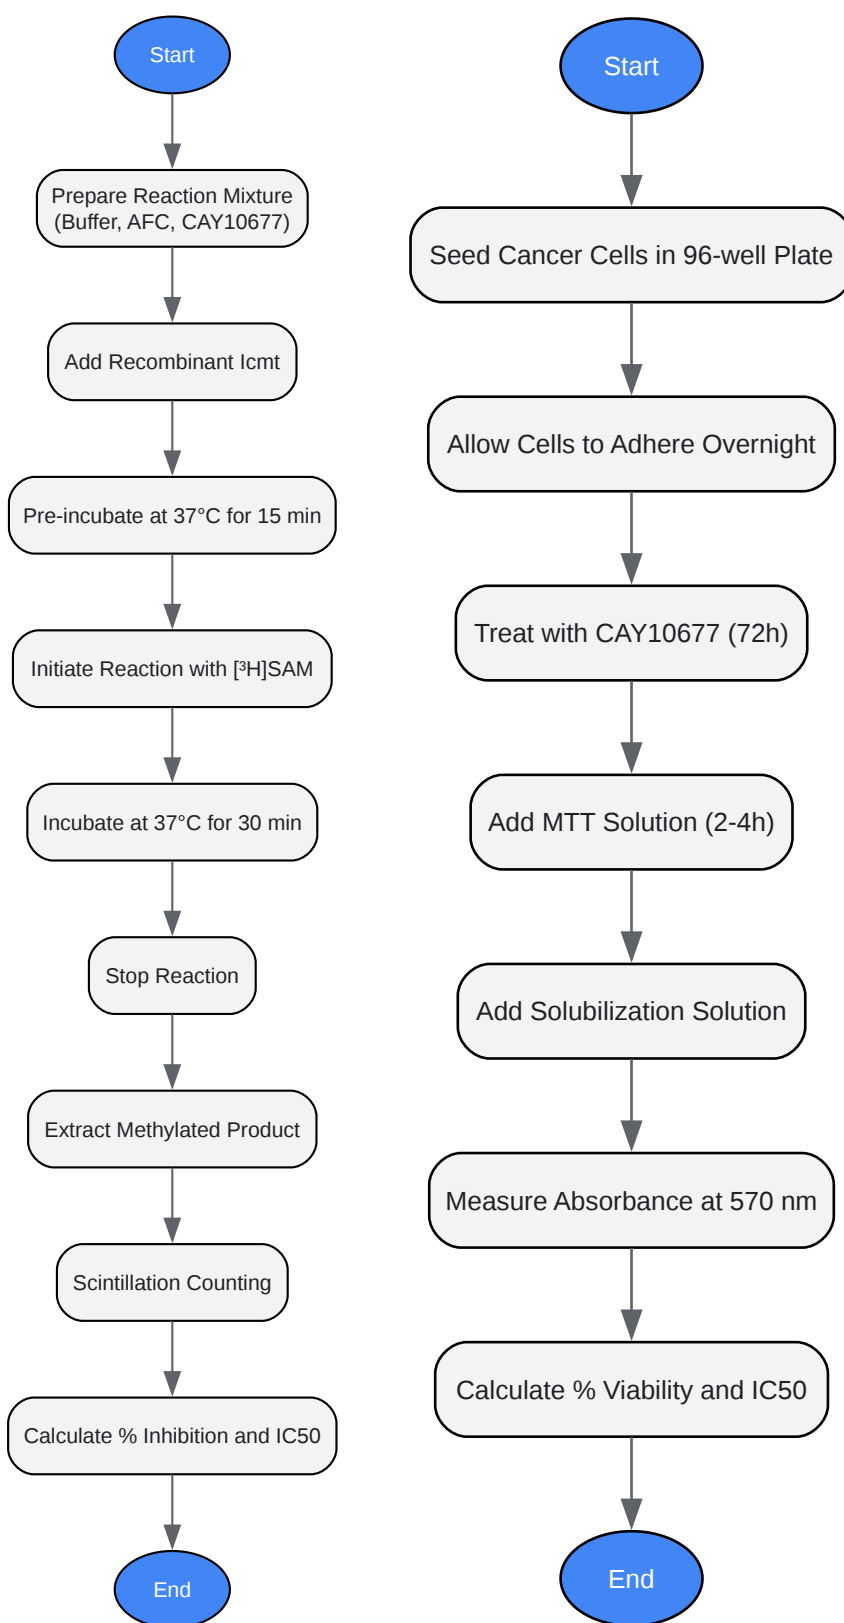 Start
Prepare Reaction Mixture
(Buffer, AFC, CAY10677)
Add Recombinant Icmt
Pre-incubate at 37°C for 15 min
Initiate Reaction with [³H]SAM
Incubate at 37°C for 30 min
Stop Reaction
Extract Methylated Product
Scintillation Counting
Calculate % Inhibition and IC50
End
Start
Seed Cancer Cells in 96-well Plate
Allow Cells to Adhere Overnight
Treat with CAY10677 (72h)
Add MTT Solution (2-4h)
Add Solubilization Solution
Measure Absorbance at 570 nm
Calculate % Viability and IC50
End